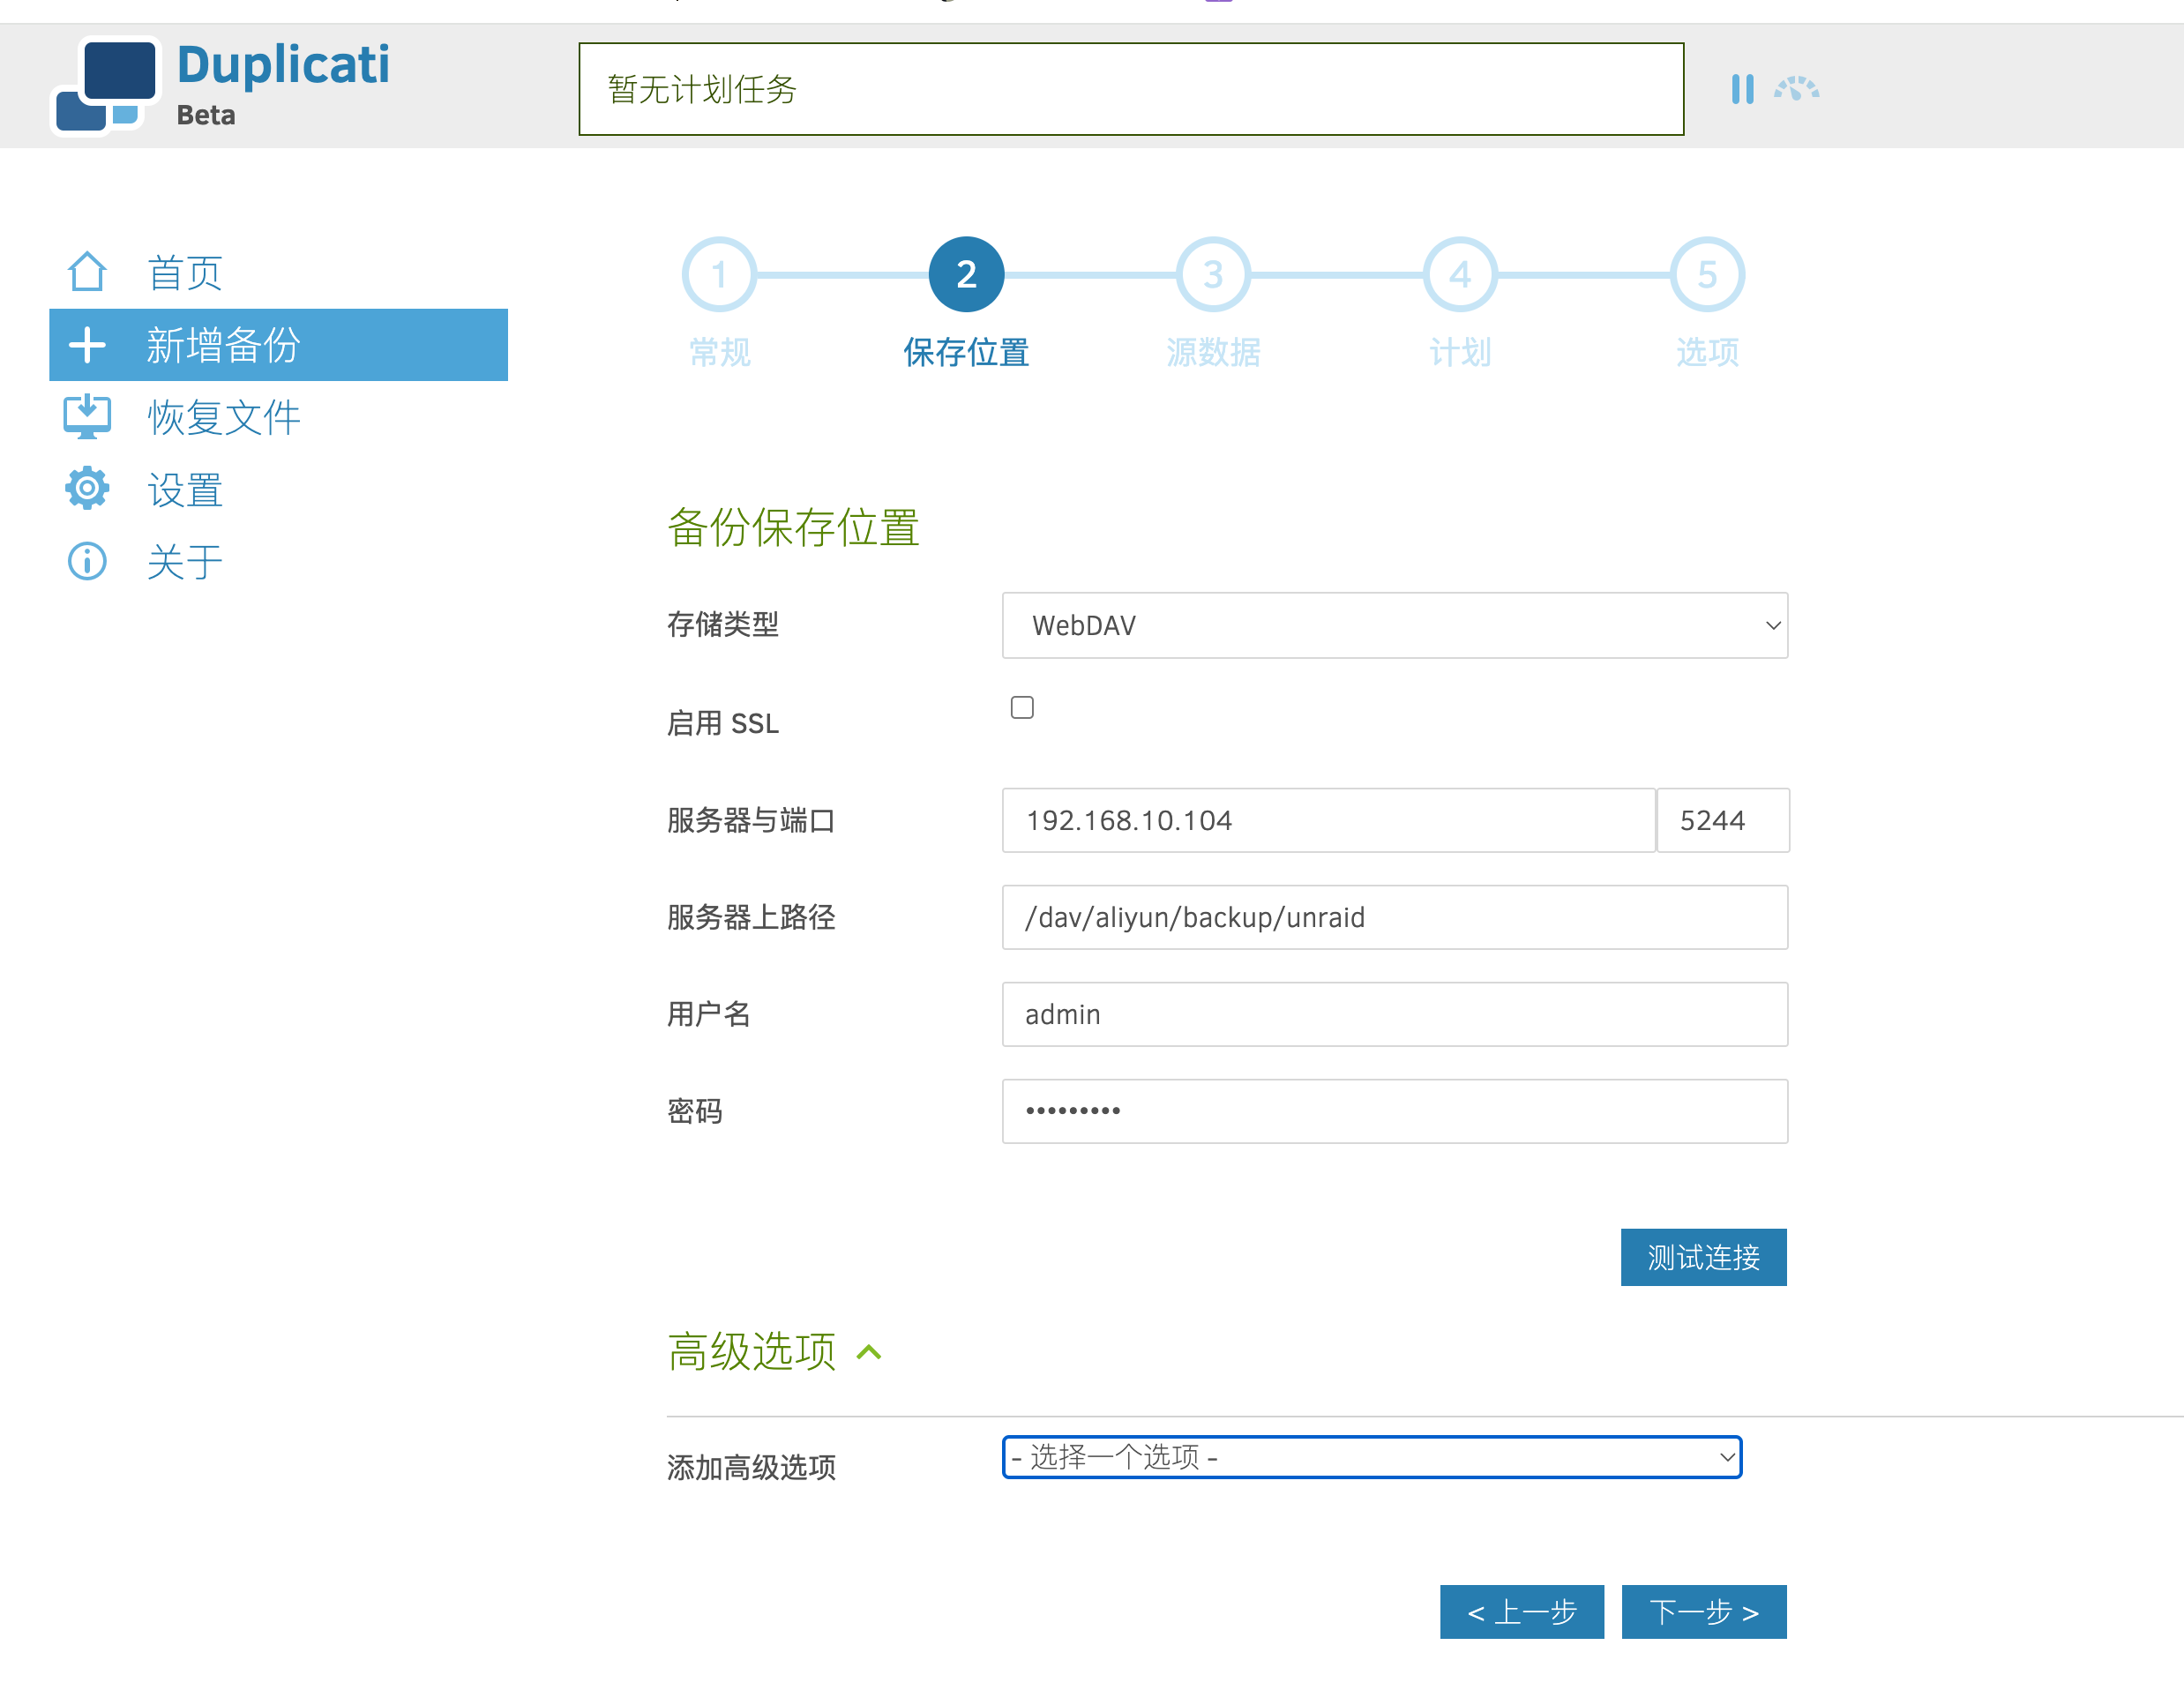 Duplicati
Beta
暂无计划任务
首页
新增备份
恢复文件
设置
关于
1
2
3
4
5
常规
保存位置
源数据
计划
选项
备份保存位置
存储类型
WebDAV
启用 SSL
服务器与端口
192.168.10.104
5244
服务器上路径
/dav/aliyun/backup/unraid
用户名
admin
密码
•••••••••
测试连接
高级选项
添加高级选项
- 选择一个选项 -
< 上一步
下一步 >